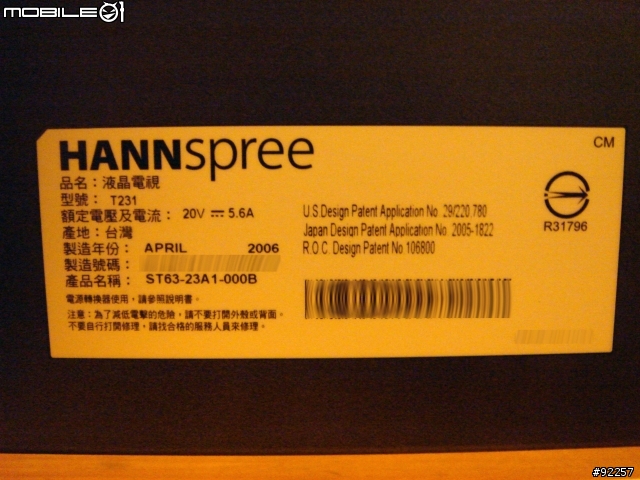 MOBILE01
CM
HANNspree
品名：液晶電視
型號： T231
額定電壓及電流： 20V 5.6A
產地：台灣
製造年份： APRIL 2006
製造號碼：
產品名稱： ST63-23A1-000B
電源轉換器使用，請參照說明書。
注意：為了減低電擊的危險，請不要打開外殼或背面。
不要自行打開修理，請找合格的服務人員來修理。
U.S.Design Patent Application No. 29/220,780
Japan Design Patent Application No. 2005-1822
R.O.C. Design Patent No 106800
R31796
#92257